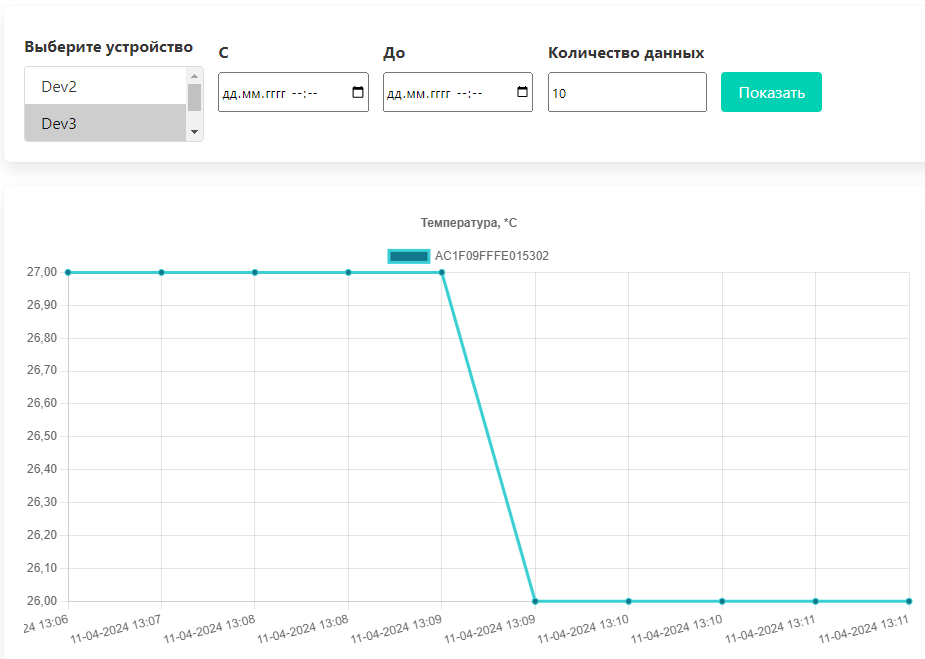 Выберите устройство С До Количество данных
Dev2
Dev3
дд.мм.гггг --:-- дд.мм.гггг --:-- 10 Показать
Температура, *C
AC1F09FFFE015302
27,00
26,90
26,80
26,70
26,60
26,50
26,40
26,30
26,20
26,10
26,00
24 13:06 11-04-2024 13:07 11-04-2024 13:08 11-04-2024 13:08 11-04-2024 13:09 11-04-2024 13:09 11-04-2024 13:10 11-04-2024 13:10 11-04-2024 13:11 11-04-2024 13:11